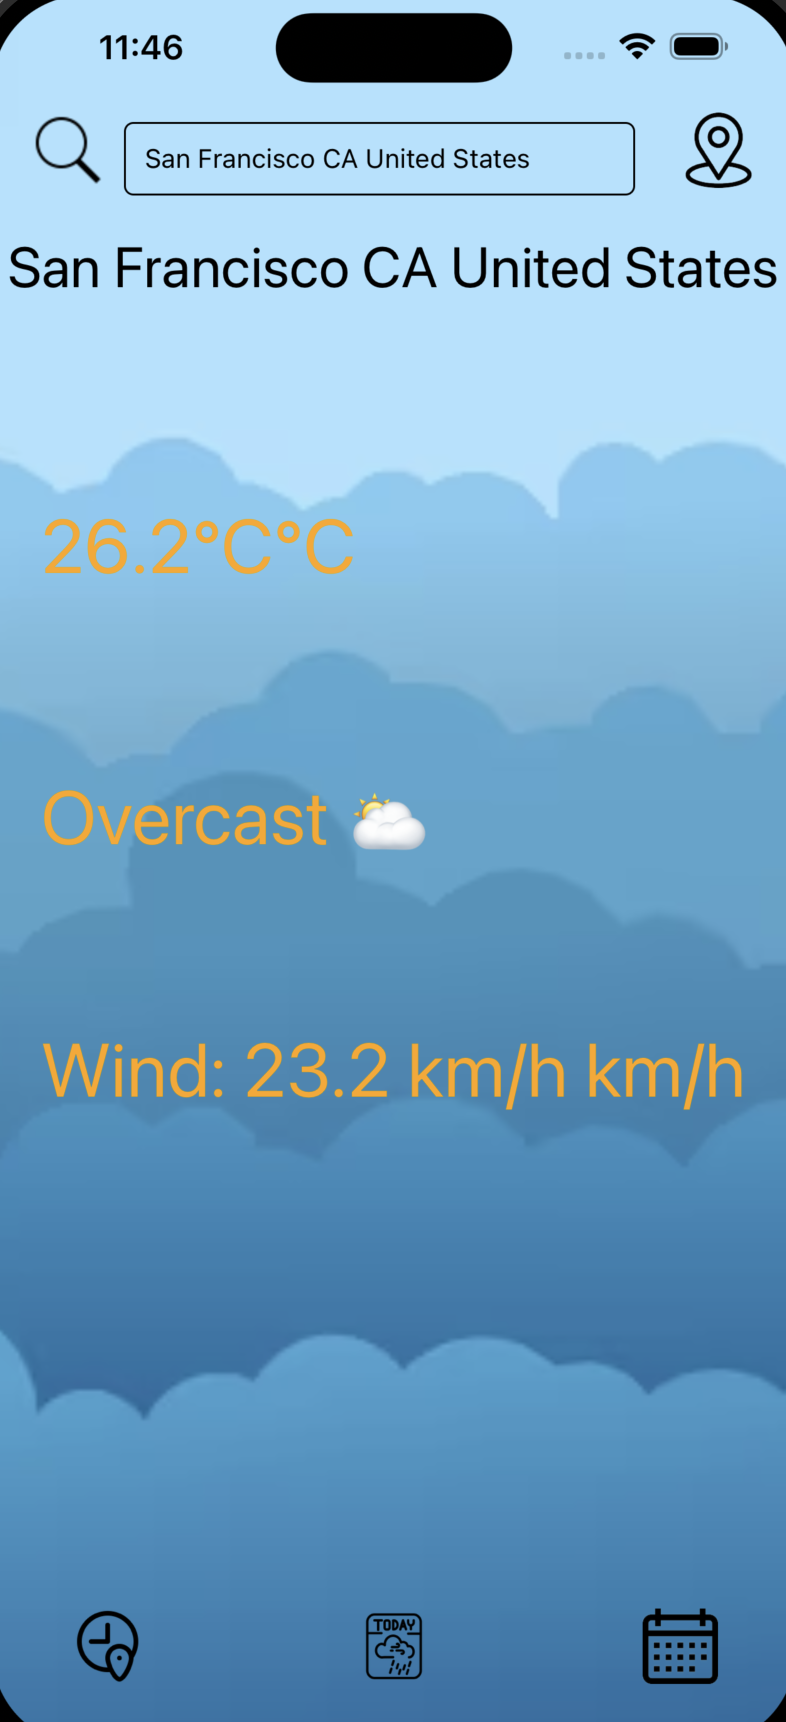 11:46
San Francisco CA United States
San Francisco CA United States
26.2°C°C
Overcast 🌥️
Wind: 23.2 km/h km/h
TODAY